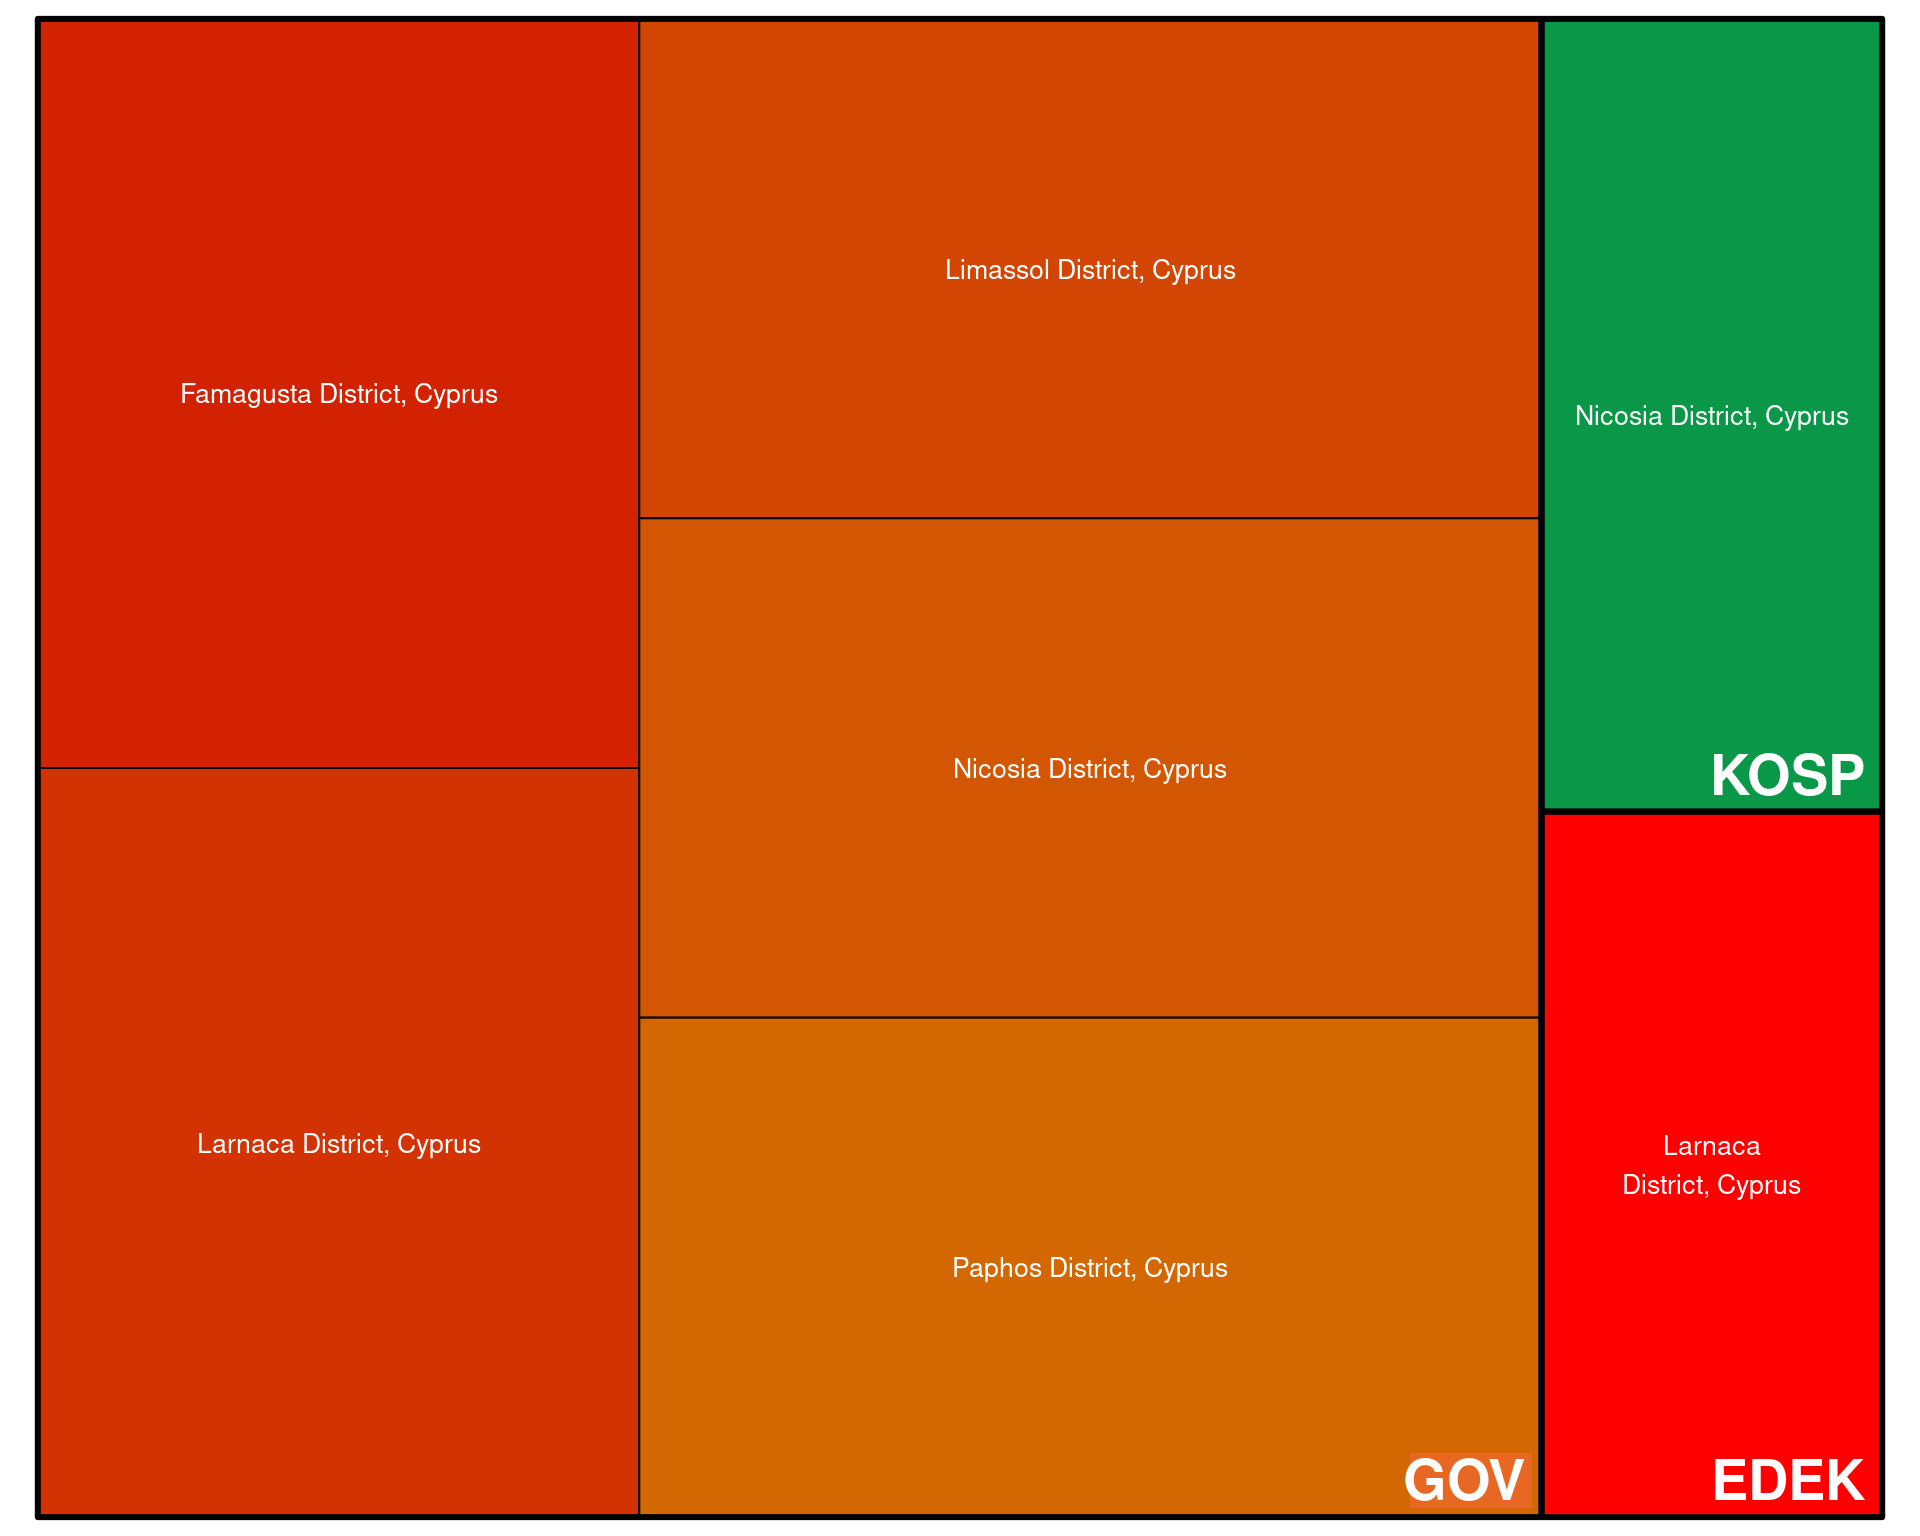 Famagusta District, Cyprus
Larnaca District, Cyprus
Limassol District, Cyprus
Nicosia District, Cyprus
Paphos District, Cyprus
GOV
Nicosia District, Cyprus
KOSP
Larnaca
District, Cyprus
EDEK